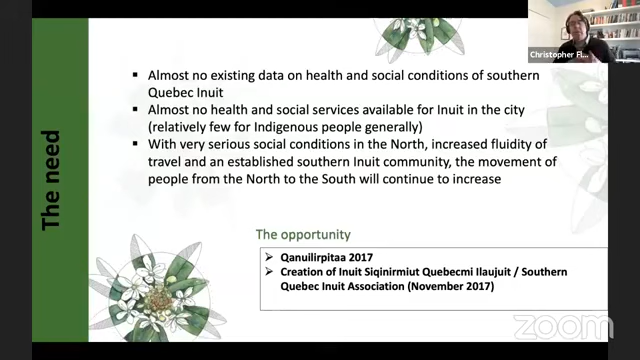 Christopher Fl...
The need
▪ Almost no existing data on health and social conditions of southern
Quebec Inuit
▪ Almost no health and social services available for Inuit in the city
(relatively few for Indigenous people generally)
▪ With very serious social conditions in the North, increased fluidity of
travel and an established southern Inuit community, the movement of
people from the North to the South will continue to increase
The opportunity
➢ Qanuilirpitaa 2017
➢ Creation of Inuit Siqinirmiut Quebecmi Ilaujuit / Southern
Quebec Inuit Association (November 2017)
zoom